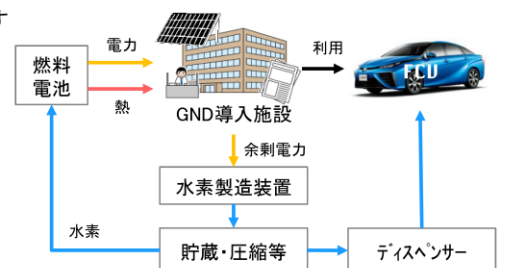 す
電力
利用
燃料
電池
FCV
熱
GND導入施設
余剰電力
水素製造装置
水素
貯蔵・圧縮等
ディスペンサー